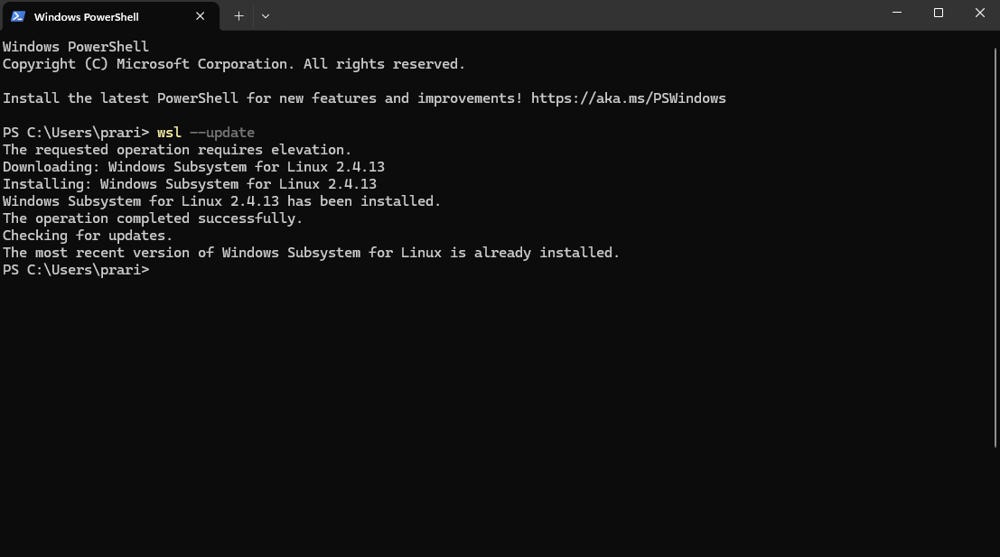 Windows PowerShell
Windows PowerShell
Copyright (C) Microsoft Corporation. All rights reserved.
Install the latest PowerShell for new features and improvements! https://aka.ms/PSWindows
PS C:\Users\prari> wsl --update
The requested operation requires elevation.
Downloading: Windows Subsystem for Linux 2.4.13
Installing: Windows Subsystem for Linux 2.4.13
Windows Subsystem for Linux 2.4.13 has been installed.
The operation completed successfully.
Checking for updates.
The most recent version of Windows Subsystem for Linux is already installed.
PS C:\Users\prari>